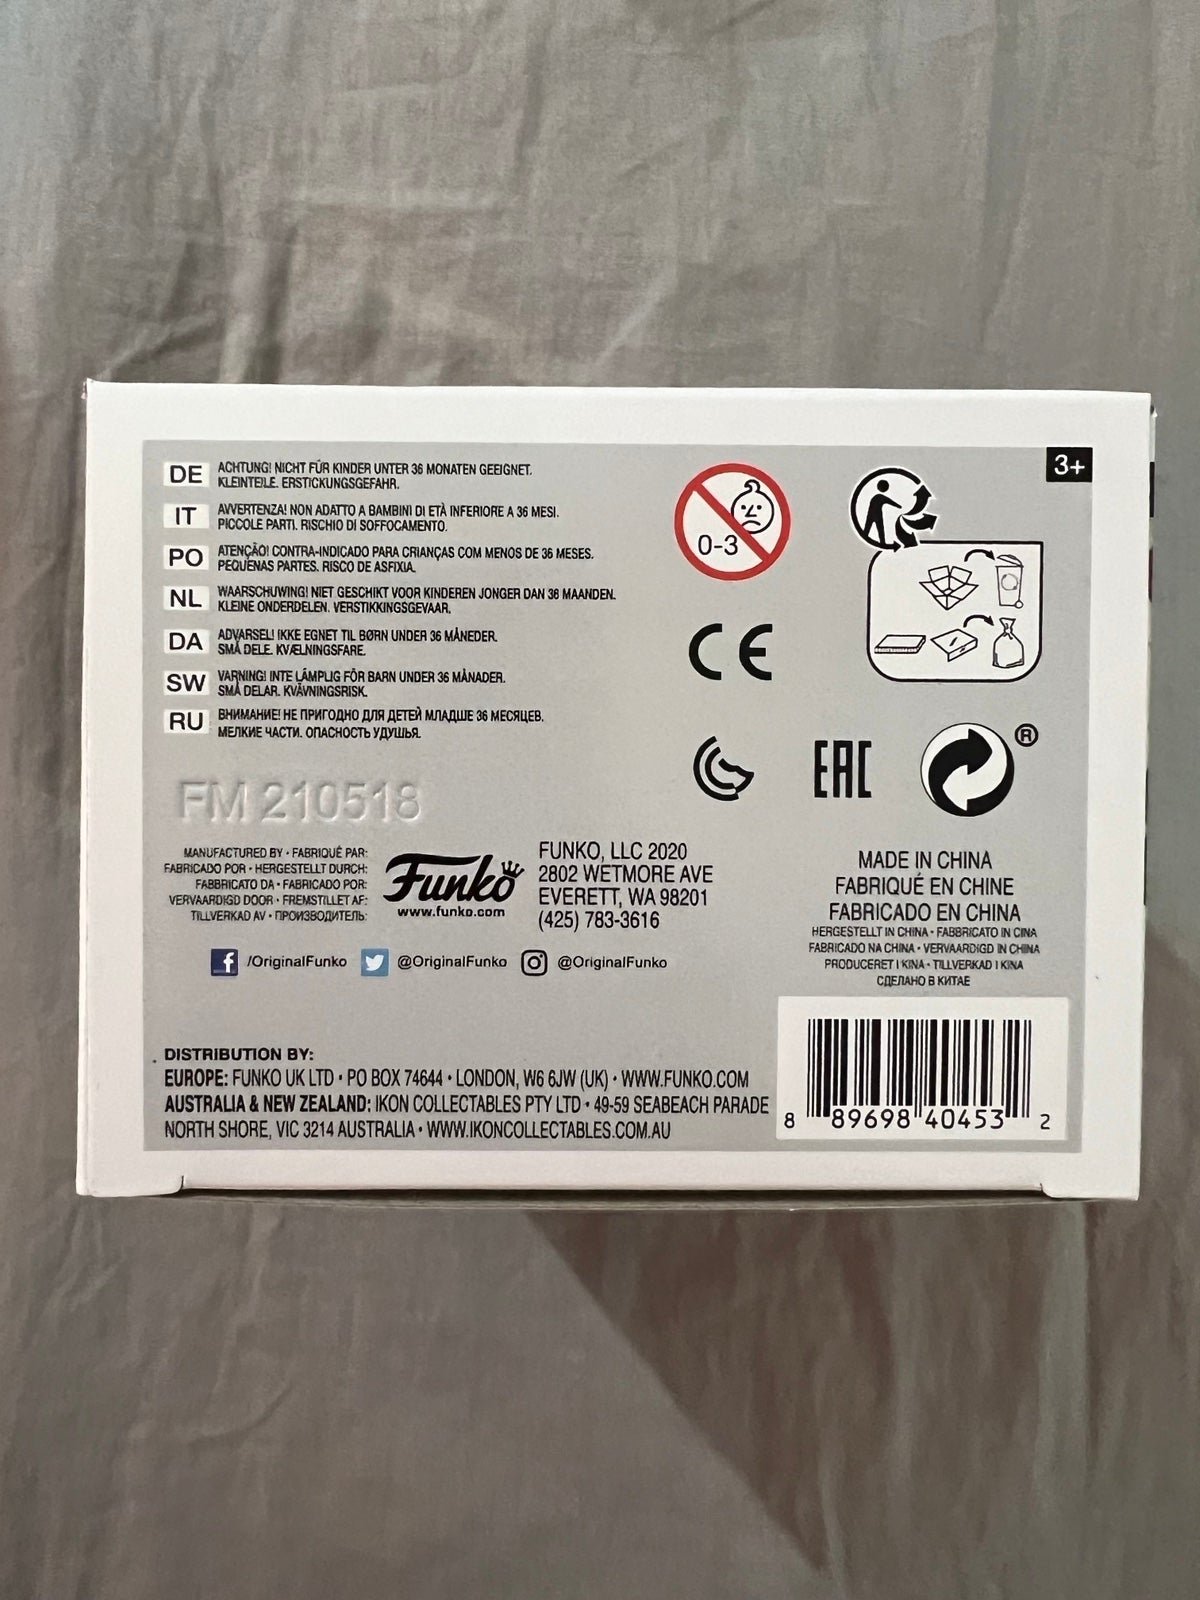 3+
DE ACHTUNG! NICHT FÜR KINDER UNTER 36 MONATEN GEEIGNET.
KLEINTEILE. ERSTICKUNGSGEFAHR.
IT AVVERTENZA! NON ADATTO A BAMBINI DI ETÀ INFERIORE A 36 MESI.
PICCOLE PARTI. RISCHIO DI SOFFOCAMENTO.
PO ATENÇÃO! CONTRA-INDICADO PARA CRIANÇAS COM MENOS DE 36 MESES.
PEQUENAS PARTES. RISCO DE ASFIXIA.
NL WAARSCHUWING! NIET GESCHIKT VOOR KINDEREN JONGER DAN 36 MAANDEN.
KLEINE ONDERDELEN. VERSTIKKINGSGEVAAR.
DA ADVARSEL! IKKE EGNET TIL BØRN UNDER 36 MÅNEDER.
SMÅ DELE. KVÆLNINGSFARE.
SW VARNING! INTE LÄMPLIG FÖR BARN UNDER 36 MÅNADER.
SMÅ DELAR. KVÄVNINGSRISK.
RU ВНИМАНИЕ! НЕ ПРИГОДНО ДЛЯ ДЕТЕЙ МЛАДШЕ 36 МЕСЯЦЕВ.
МЕЛКИЕ ЧАСТИ. ОПАСНОСТЬ УДУШЬЯ.
0-3
CE
EAC
®
FM 210518
MANUFACTURED BY • FABRIQUÉ PAR:
FABRICADO POR • HERGESTELLT DURCH:
FABBRICATO DA • FABRICADO POR:
VERVAARDIGD DOOR • FREMSTILLET AF:
TILLVERKAD AV • ПРОИЗВОДИТЕЛЬ:
Funko
www.funko.com
FUNKO, LLC 2020
2802 WETMORE AVE
EVERETT, WA 98201
(425) 783-3616
f /OriginalFunko @OriginalFunko @OriginalFunko
MADE IN CHINA
FABRIQUÉ EN CHINE
FABRICADO EN CHINA
HERGESTELLT IN CHINA • FABBRICATO IN CINA
FABRICADO NA CHINA • VERVAARDIGD IN CHINA
PRODUCERET I KINA • TILLVERKAD I KINA
СДЕЛАНО В КИТАЕ
DISTRIBUTION BY:
EUROPE: FUNKO UK LTD • PO BOX 74644 • LONDON, W6 6JW (UK) • WWW.FUNKO.COM
AUSTRALIA & NEW ZEALAND: IKON COLLECTABLES PTY LTD • 49-59 SEABEACH PARADE
NORTH SHORE, VIC 3214 AUSTRALIA • WWW.IKONCOLLECTABLES.COM.AU
8 89698 40453 2